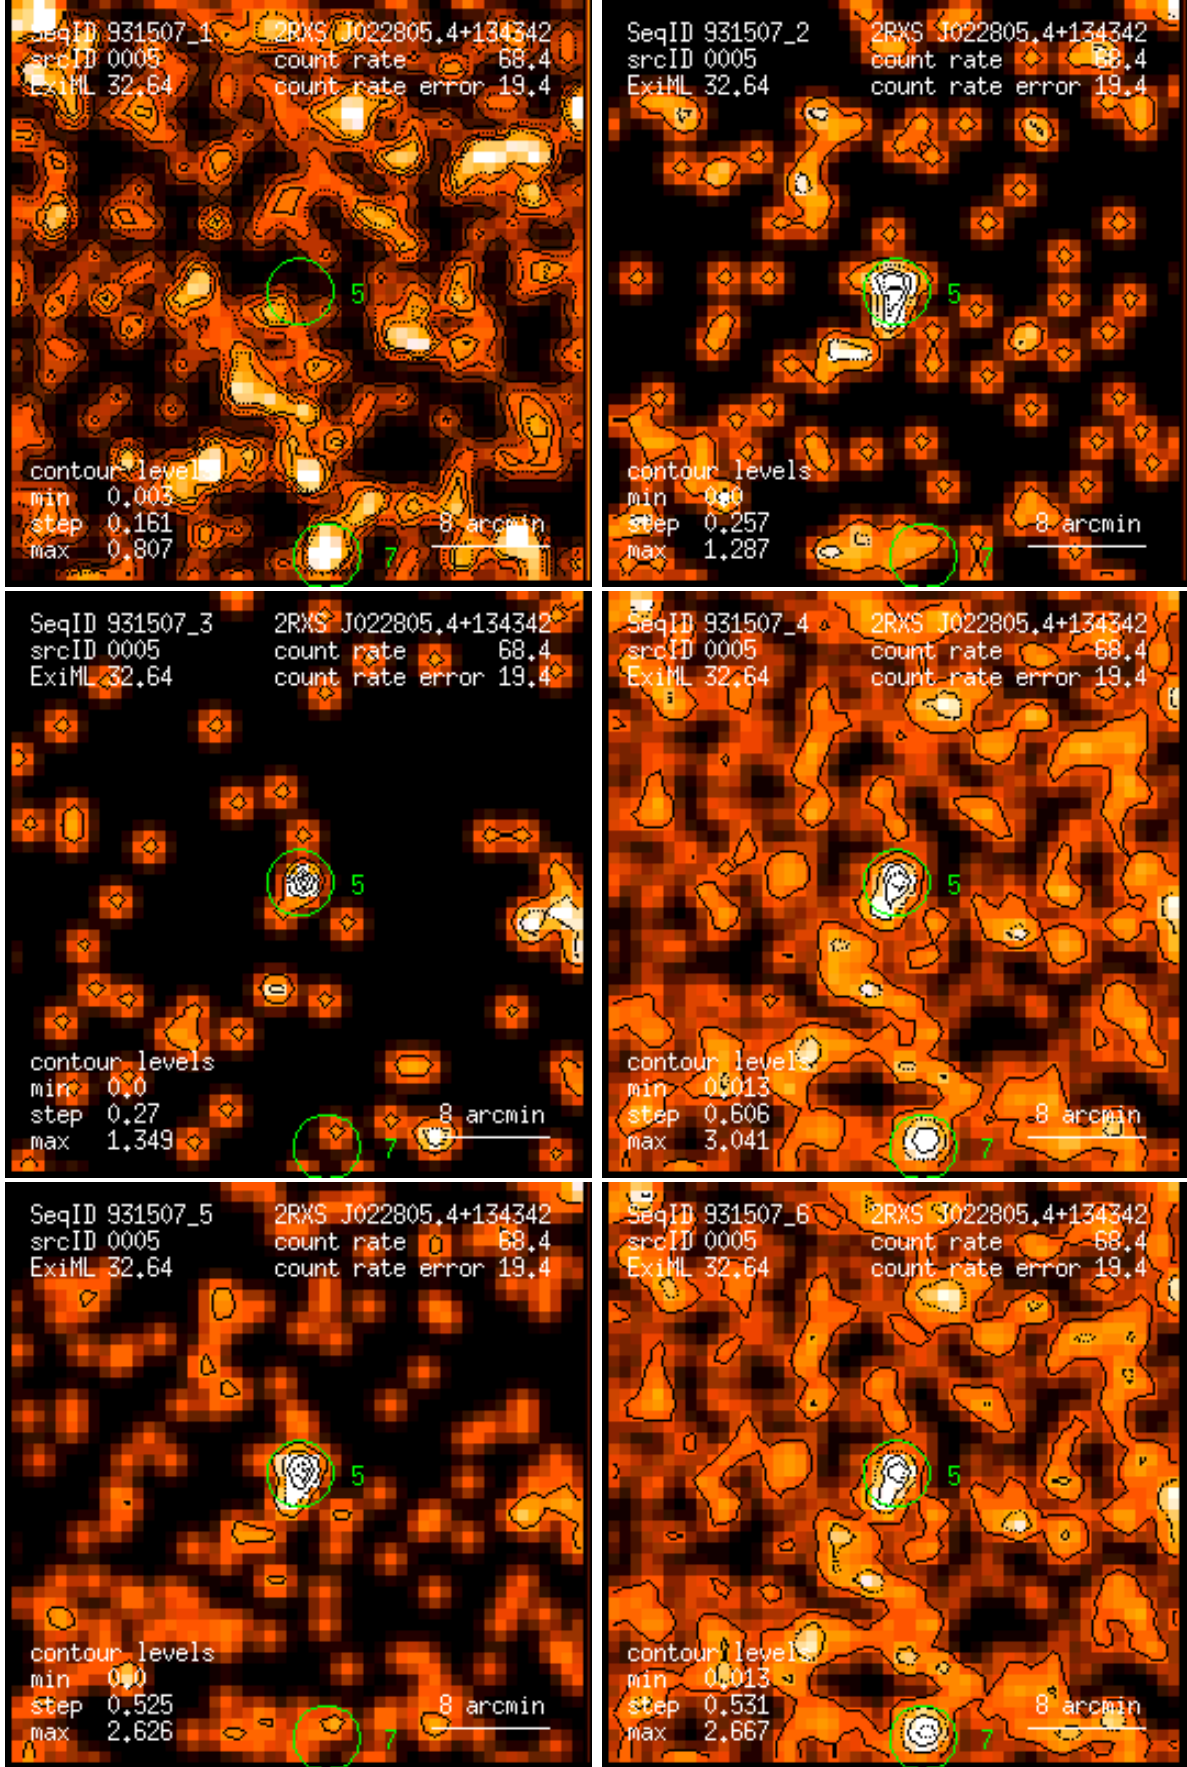 SeqID 931507_1 2RXS J022805.4+134342
srcID 0005 count rate 68.4
ExiML 32.64 count rate error 19.4
5
contour levels
min 0.003
step 0.161 8 arcmin
max 0.807 7
SeqID 931507_2 2RXS J022805.4+134342
srcID 0005 count rate 68.4
ExiML 32.64 count rate error 19.4
5
contour levels
min 0.0
step 0.257 8 arcmin
max 1.287 7
SeqID 931507_3 2RXS J022805.4+134342
srcID 0005 count rate 68.4
ExiML 32.64 count rate error 19.4
5
contour levels
min 0.0
step 0.27 8 arcmin
max 1.349 7
SeqID 931507_4 2RXS J022805.4+134342
srcID 0005 count rate 68.4
ExiML 32.64 count rate error 19.4
5
contour levels
min 0.013
step 0.606 8 arcmin
max 3.041 7
SeqID 931507_5 2RXS J022805.4+134342
srcID 0005 count rate 68.4
ExiML 32.64 count rate error 19.4
5
contour levels
min 0.0
step 0.525 8 arcmin
max 2.626 7
SeqID 931507_6 2RXS J022805.4+134342
srcID 0005 count rate 68.4
ExiML 32.64 count rate error 19.4
5
contour levels
min 0.013
step 0.531 8 arcmin
max 2.667 7